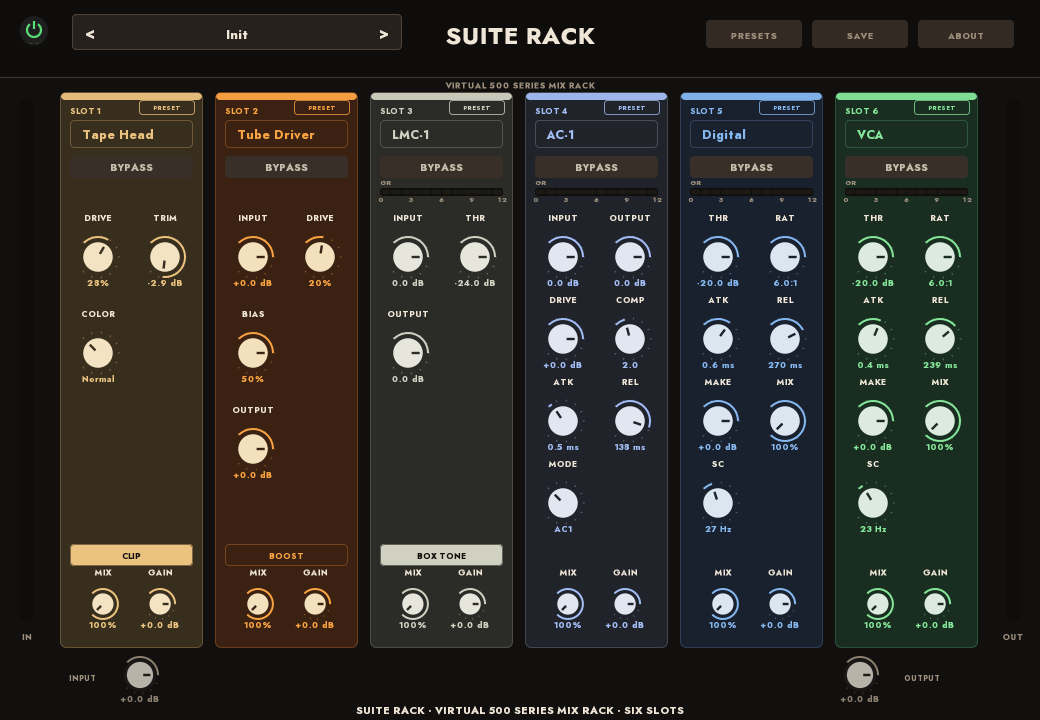 < Init >
SUITE RACK
PRESETS SAVE ABOUT
VIRTUAL 500 SERIES MIX RACK
SLOT 1 PRESET
Tape Head
BYPASS
DRIVE TRIM
28% -2.9 dB
COLOR
Normal
CLIP
MIX GAIN
100% +0.0 dB
SLOT 2 PRESET
Tube Driver
BYPASS
INPUT DRIVE
+0.0 dB 20%
BIAS
50%
OUTPUT
+0.0 dB
BOOST
MIX GAIN
100% +0.0 dB
SLOT 3 PRESET
LMC-1
BYPASS
GR
0 3 6 9 12
INPUT THR
0.0 dB -24.0 dB
OUTPUT
0.0 dB
BOX TONE
MIX GAIN
100% +0.0 dB
SLOT 4 PRESET
AC-1
BYPASS
GR
0 3 6 9 12
INPUT OUTPUT
0.0 dB 0.0 dB
DRIVE COMP
+0.0 dB 2.0
ATK REL
0.5 ms 138 ms
MODE
AC1
MIX GAIN
100% +0.0 dB
SLOT 5 PRESET
Digital
BYPASS
GR
0 3 6 9 12
THR RAT
-20.0 dB 6.0:1
ATK REL
0.6 ms 270 ms
MAKE MIX
+0.0 dB 100%
SC
27 Hz
MIX GAIN
100% +0.0 dB
SLOT 6 PRESET
VCA
BYPASS
GR
0 3 6 9 12
THR RAT
-20.0 dB 6.0:1
ATK REL
0.4 ms 239 ms
MAKE MIX
+0.0 dB 100%
SC
23 Hz
MIX GAIN
100% +0.0 dB
IN OUT
INPUT +0.0 dB
+0.0 dB OUTPUT
SUITE RACK · VIRTUAL 500 SERIES MIX RACK · SIX SLOTS